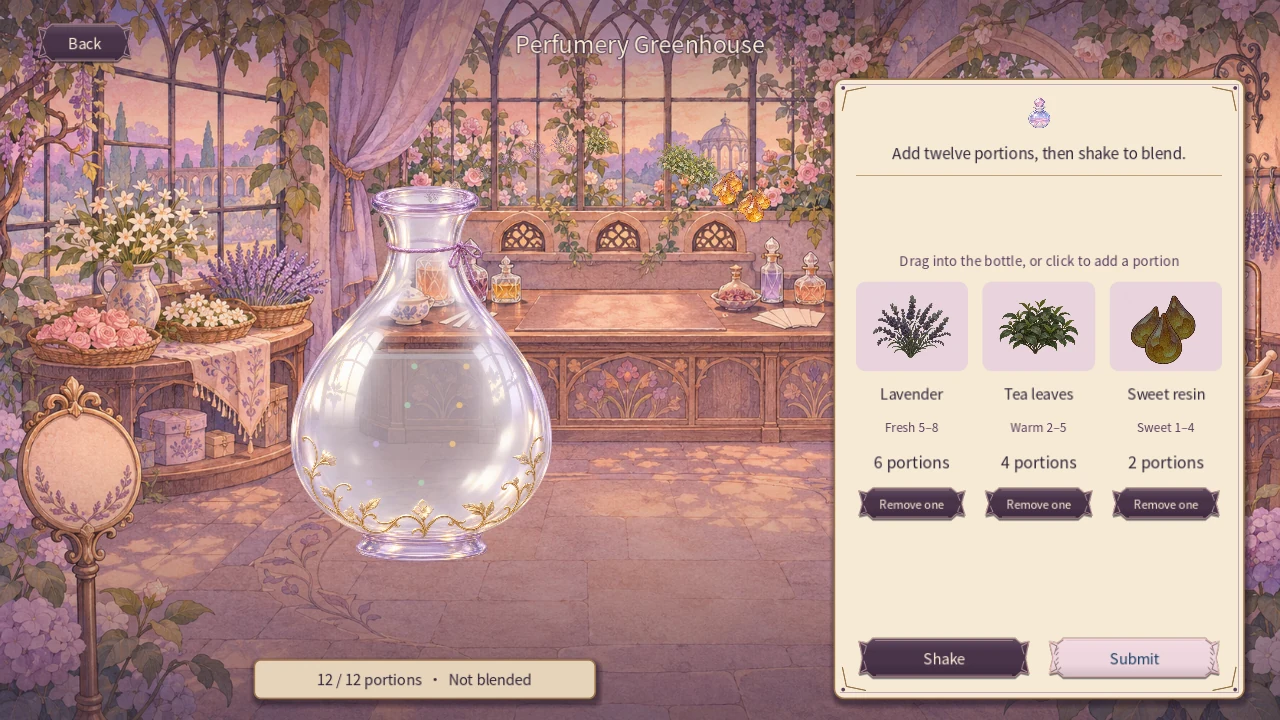 Back
Perfumery Greenhouse
Add twelve portions, then shake to blend.
Drag into the bottle, or click to add a portion
Lavender
Tea leaves
Sweet resin
Fresh 5–8
Warm 2–5
Sweet 1–4
6 portions
4 portions
2 portions
Remove one
Remove one
Remove one
Shake
Submit
12 / 12 portions • Not blended